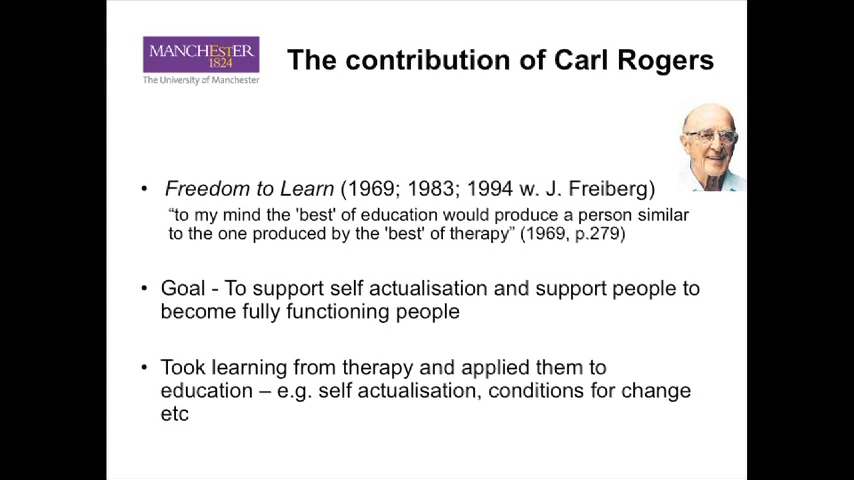 MANCHESTER
1824
The University of Manchester
The contribution of Carl Rogers
• Freedom to Learn (1969; 1983; 1994 w. J. Freiberg)
“to my mind the 'best' of education would produce a person similar
to the one produced by the 'best' of therapy” (1969, p.279)
• Goal - To support self actualisation and support people to
become fully functioning people
• Took learning from therapy and applied them to
education – e.g. self actualisation, conditions for change
etc